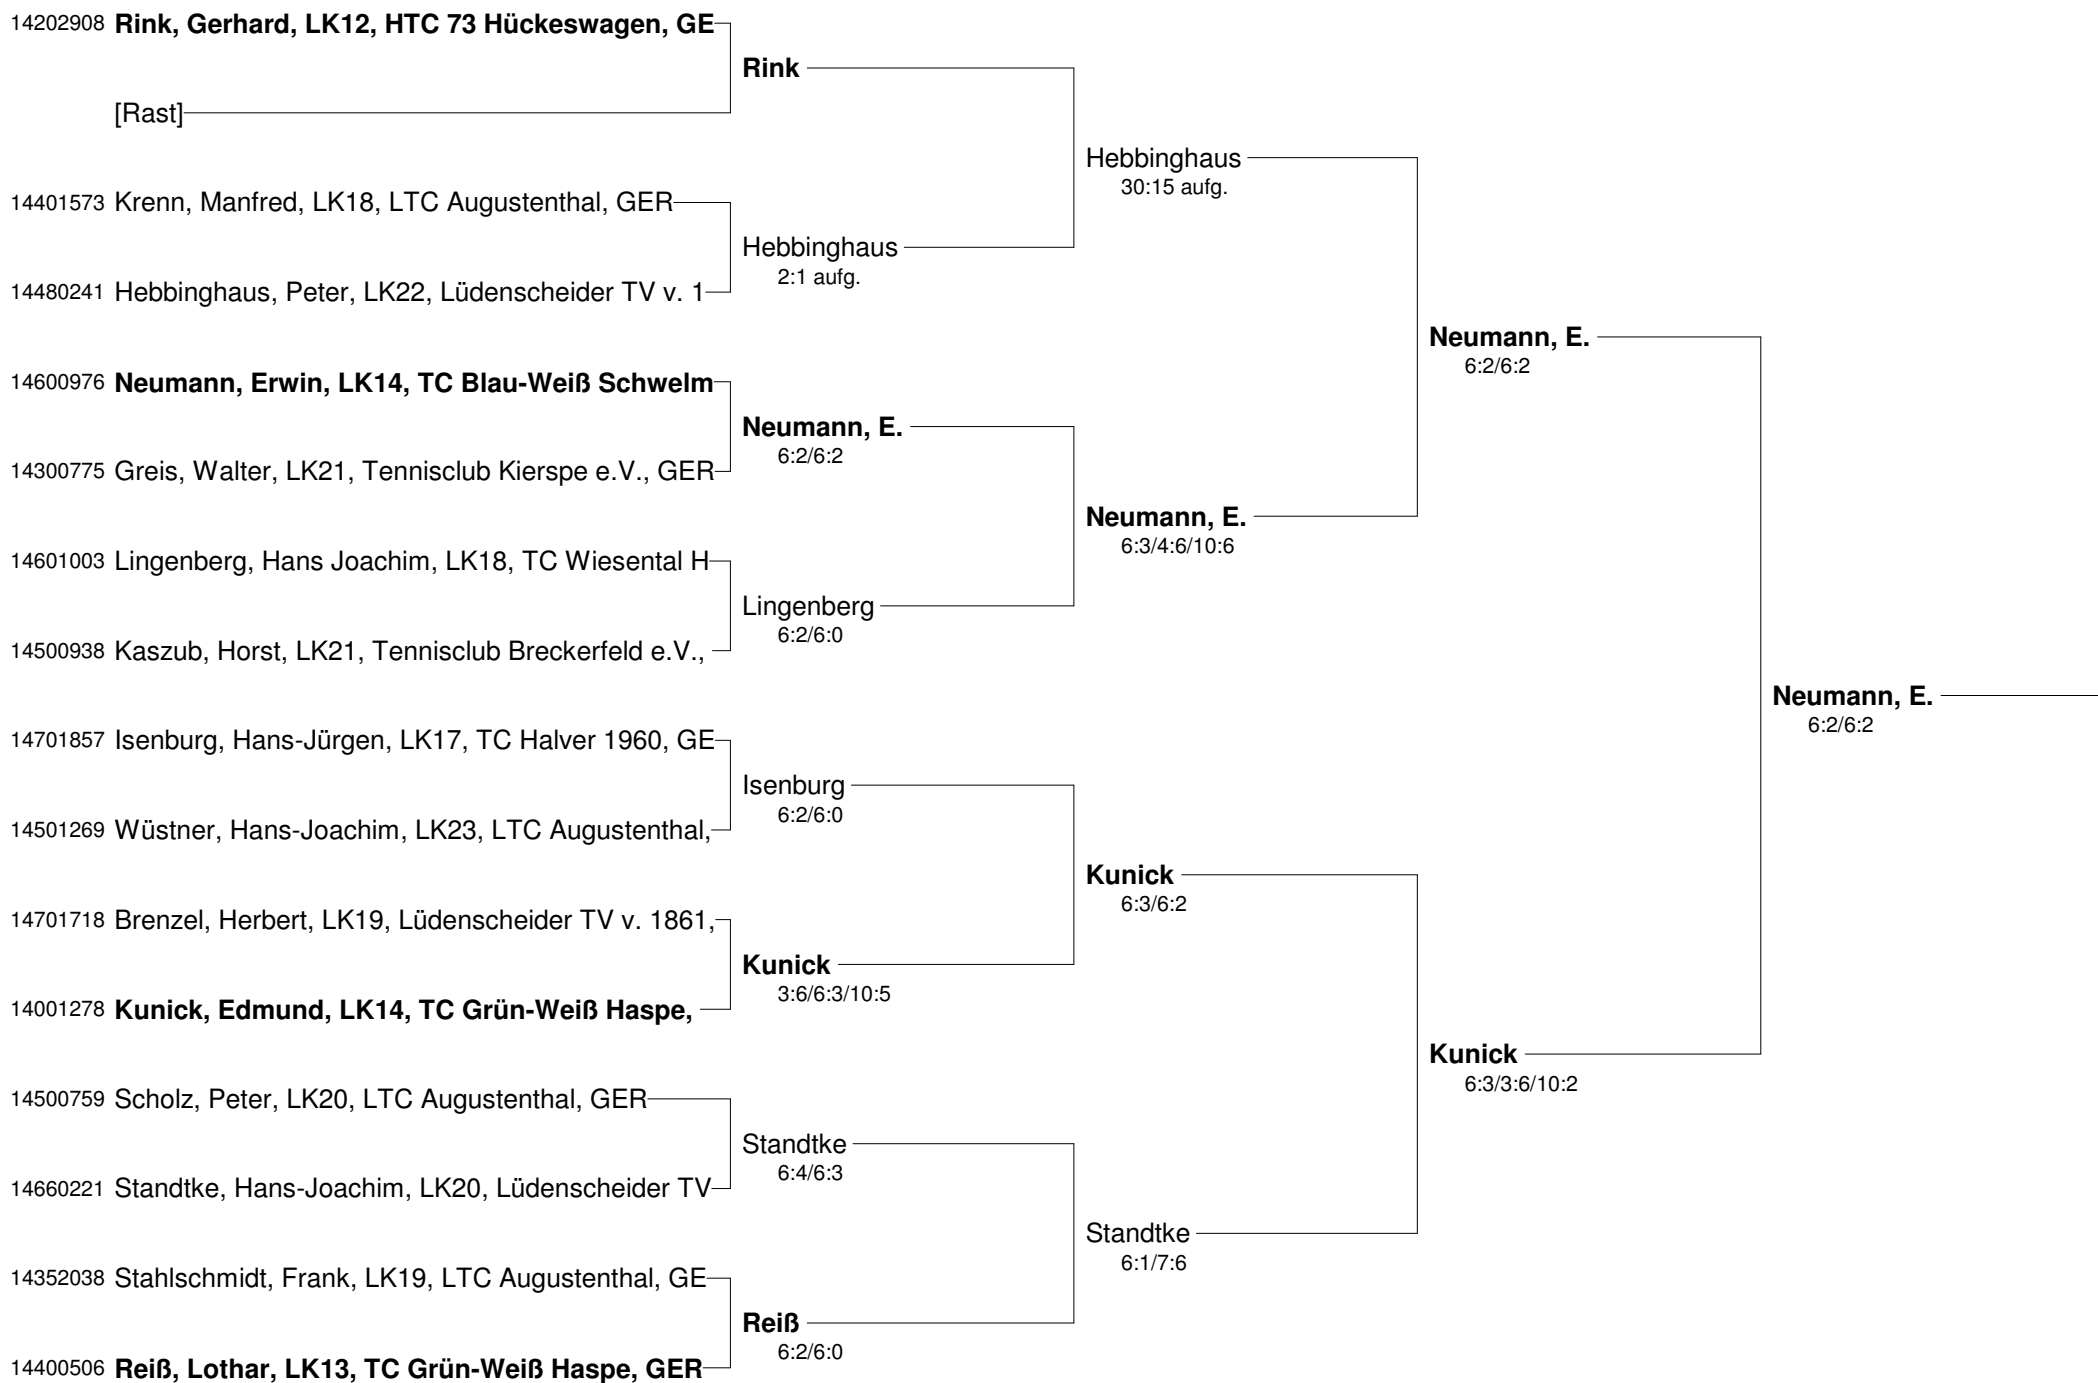 14202908 Rink, Gerhard, LK12, HTC 73 Hückeswagen, GE
Rink
[Rast]
Hebbinghaus
30:15 aufg.
14401573 Krenn, Manfred, LK18, LTC Augustenthal, GER
Hebbinghaus
2:1 aufg.
14480241 Hebbinghaus, Peter, LK22, Lüdenscheider TV v. 1
Neumann, E.
6:2/6:2
14600976 Neumann, Erwin, LK14, TC Blau-Weiß Schwelm
Neumann, E.
6:2/6:2
14300775 Greis, Walter, LK21, Tennisclub Kierspe e.V., GER
Neumann, E.
6:3/4:6/10:6
14601003 Lingenberg, Hans Joachim, LK18, TC Wiesental H
Lingenberg
6:2/6:0
14500938 Kaszub, Horst, LK21, Tennisclub Breckerfeld e.V.,
Neumann, E.
6:2/6:2
14701857 Isenburg, Hans-Jürgen, LK17, TC Halver 1960, GE
Isenburg
6:2/6:0
14501269 Wüstner, Hans-Joachim, LK23, LTC Augustenthal,
Kunick
6:3/6:2
14701718 Brenzel, Herbert, LK19, Lüdenscheider TV v. 1861,
Kunick
3:6/6:3/10:5
14001278 Kunick, Edmund, LK14, TC Grün-Weiß Haspe,
Kunick
6:3/3:6/10:2
14500759 Scholz, Peter, LK20, LTC Augustenthal, GER
Standtke
6:4/6:3
14660221 Standtke, Hans-Joachim, LK20, Lüdenscheider TV
Standtke
6:1/7:6
14352038 Stahlschmidt, Frank, LK19, LTC Augustenthal, GE
Reiß
6:2/6:0
14400506 Reiß, Lothar, LK13, TC Grün-Weiß Haspe, GER